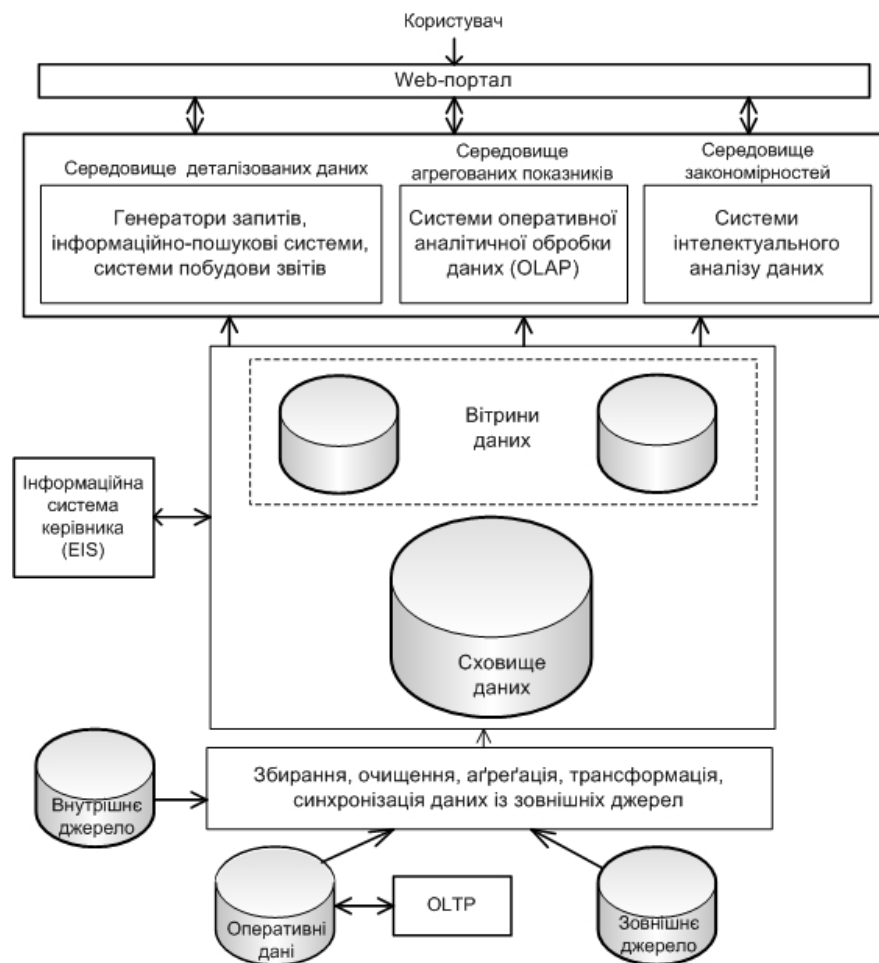 Користувач
Web-портал
Середовище деталізованих даних
Генератори запитів,
інформаційно-пошукові системи,
системи побудови звітів
Середовище
агрегованих показників
Системи оперативної
аналітичної обробки
даних (OLAP)
Середовище
закономірностей
Системи
інтелектуального
аналізу даних
Вітрини
даних
Інформаційна
система
керівника
(EIS)
Сховище
даних
Збирання, очищення, аґреґація, трансформація,
синхронізація даних із зовнішніх джерел
Внутрішнє
джерело
Оперативні
дані
OLTP
Зовнішнє
джерело